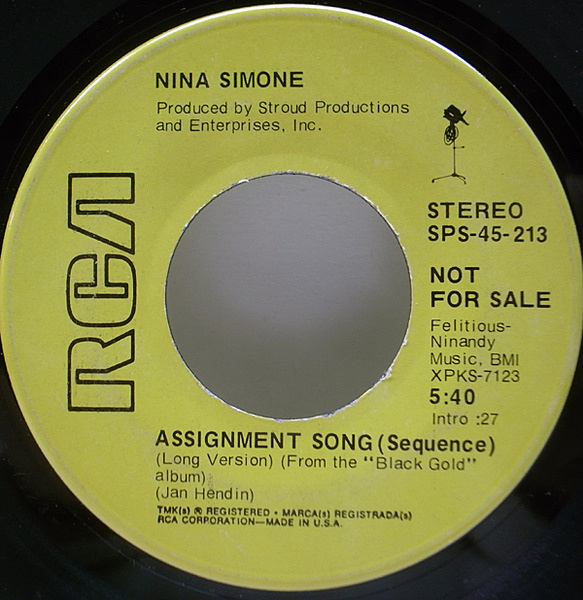 NINA SIMONE
Produced by Stroud Productions
and Enterprises, Inc.
RCA
STEREO
SPS-45-213
NOT
FOR SALE
Felitious-
Ninandy
Music, BMI
XPKS-7123
5:40
Intro :27
ASSIGNMENT SONG (Sequence)
(Long Version) (From the "Black Gold"
album)
(Jan Hendin)
TMK(s) ® REGISTERED • MARCA(s) REGISTRADA(s)
RCA CORPORATION—MADE IN U.S.A.